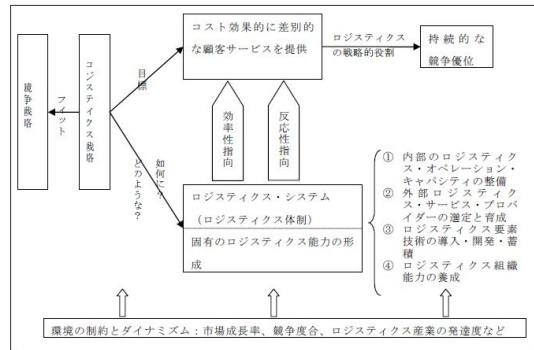 競争戦略
フィット
ロジスティクス戦略
目標
如何に？
どのような？
コスト効果的に差別的
な顧客サービスを提供
ロジスティクス
の戦略的役割
持続的な
競争優位
効率性指向
反応性指向
ロジスティクス・システム
（ロジスティクス体制）
固有のロジスティクス能力の形
成
① 内部のロジスティク
ス・オペレーション・
キャパシティの整備
② 外部ロジスティク
ス・サービス・プロバ
イダーの選定と育成
③ ロジスティクス要素
技術の導入・開発・蓄
積
④ ロジスティクス組織
能力の養成
環境の制約とダイナミズム：市場成長率、競争度合、ロジスティクス産業の発達度など